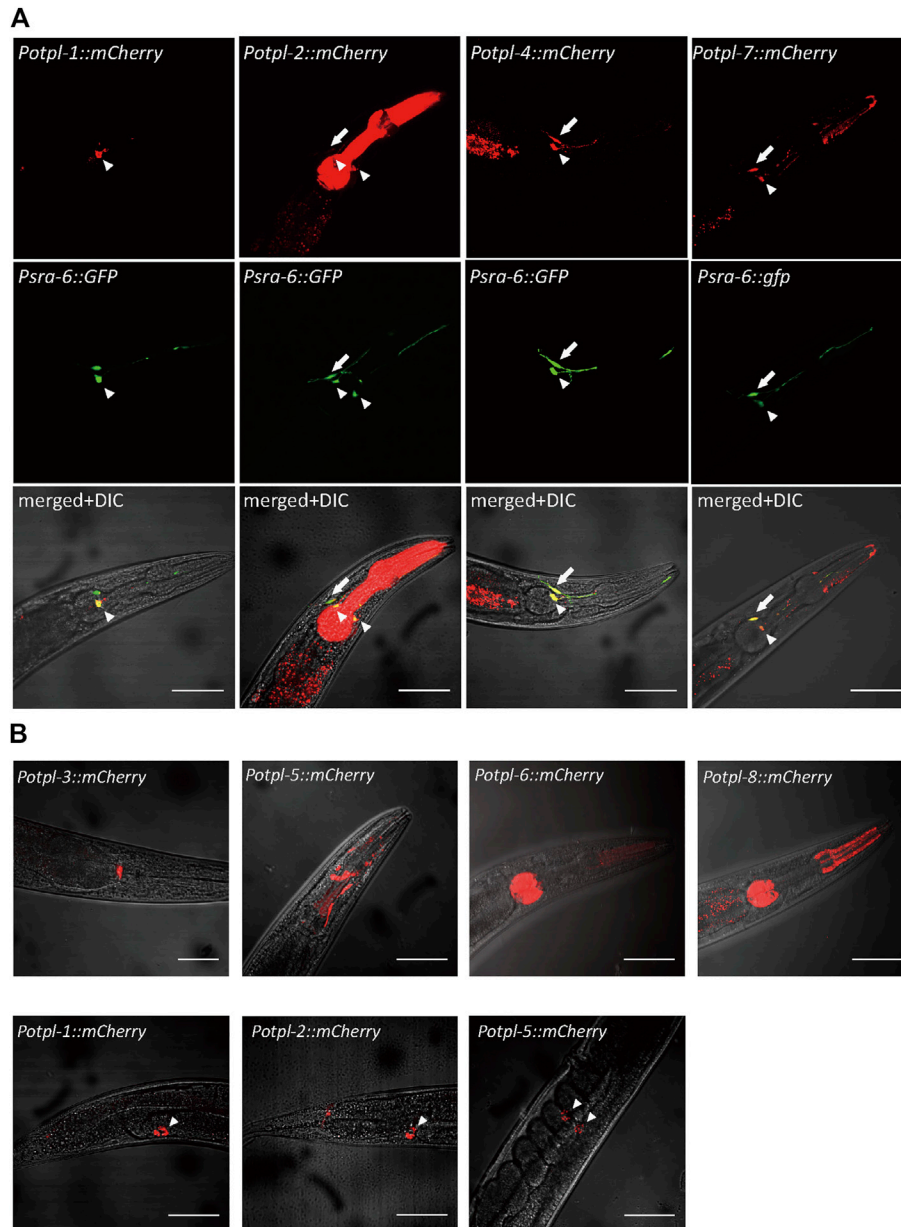 A
Potpl-1::mCherry
Potpl-2::mCherry
Potpl-4::mCherry
Potpl-7::mCherry
Psra-6::GFP
Psra-6::GFP
Psra-6::GFP
Psra-6::gfp
merged+DIC
merged+DIC
merged+DIC
merged+DIC
B
Potpl-3::mCherry
Potpl-5::mCherry
Potpl-6::mCherry
Potpl-8::mCherry
Potpl-1::mCherry
Potpl-2::mCherry
Potpl-5::mCherry